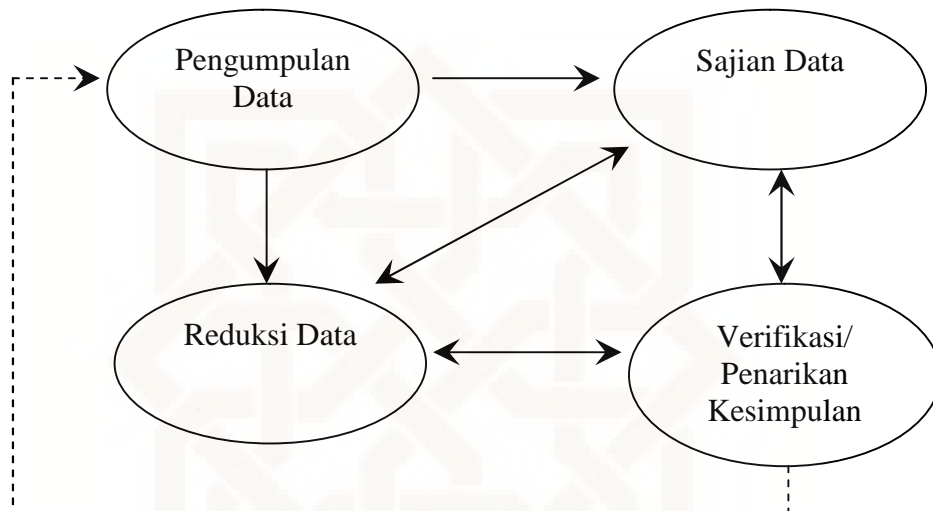 Pengumpulan
Data
Sajian Data
Reduksi Data
Verifikasi/
Penarikan
Kesimpulan